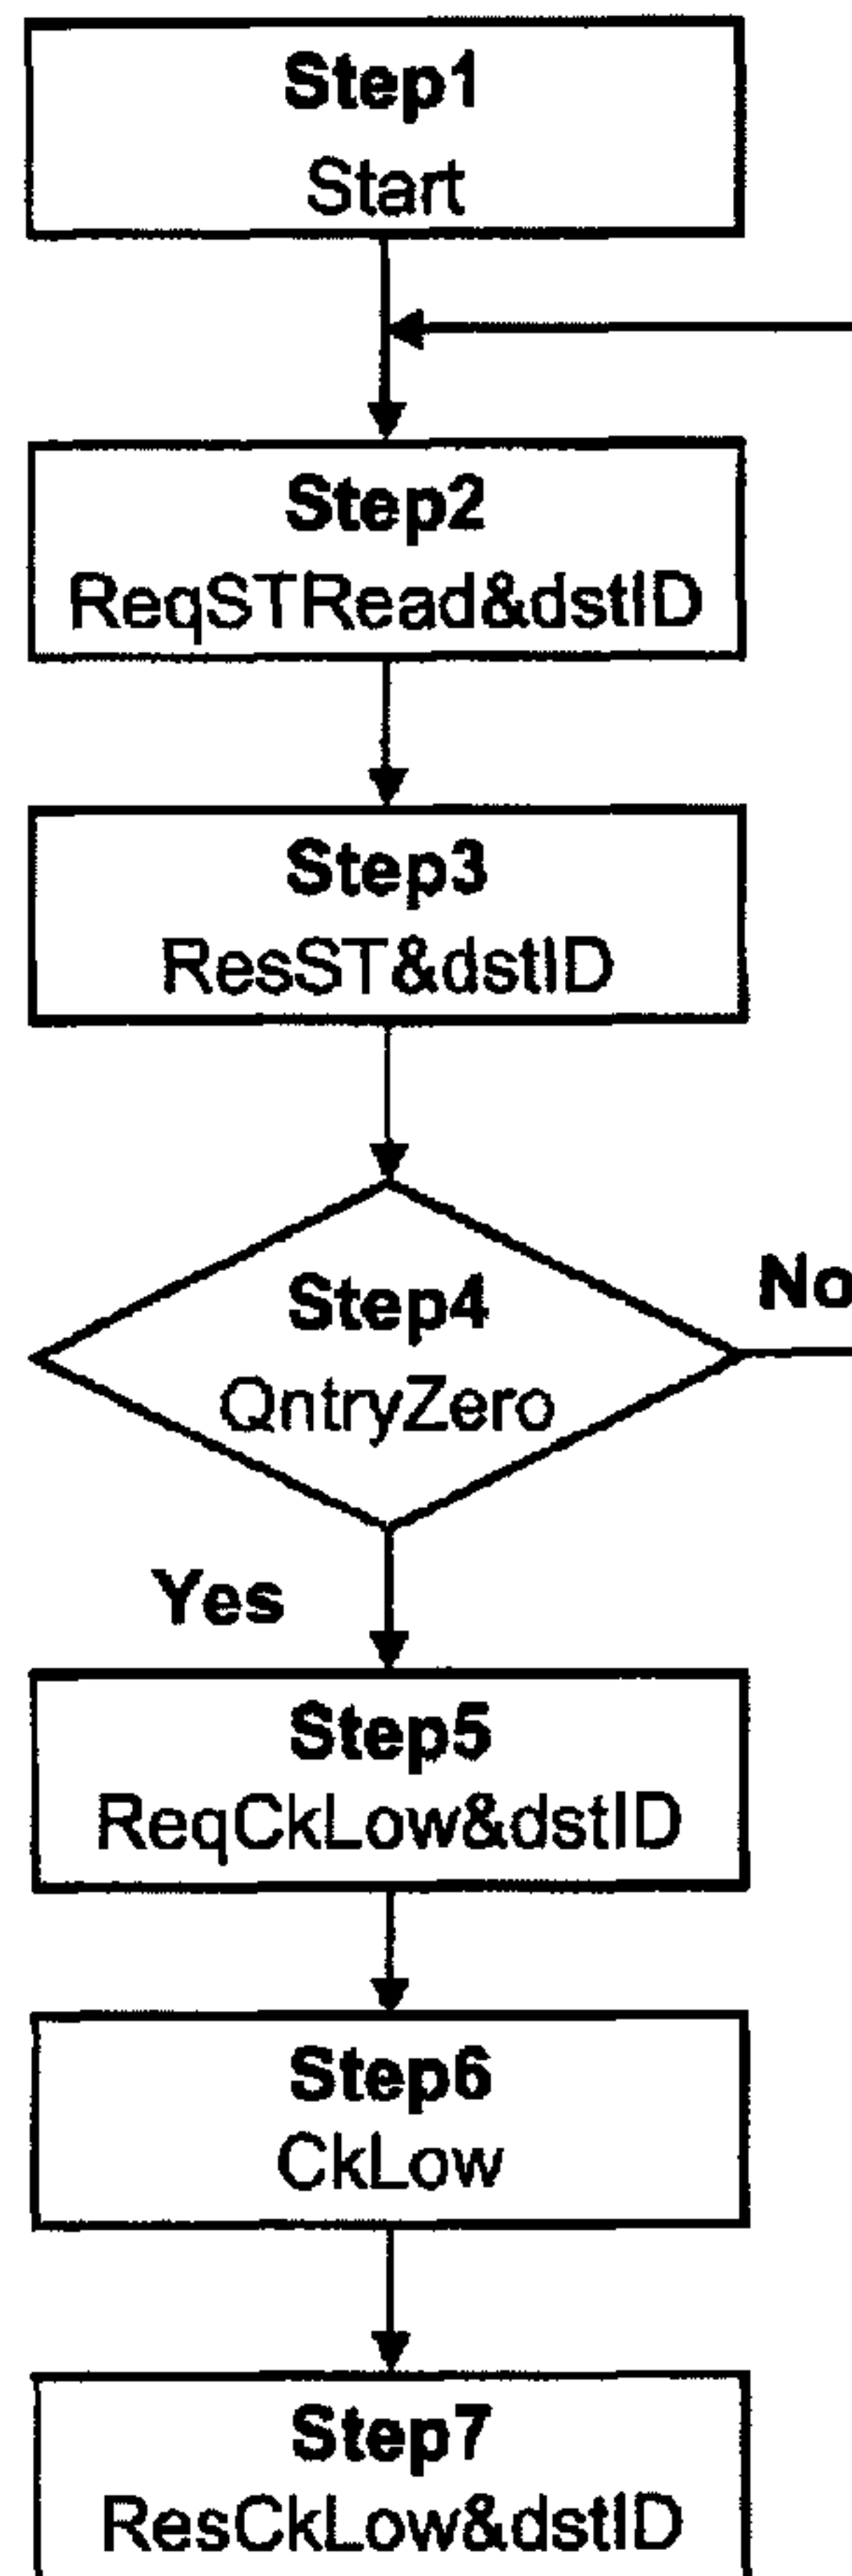 Step1
Start
Step2
ReqSTRead&dstID
Step3
ResST&dstID
Step4
QntryZero
No
Yes
Step5
ReqCkLow&dstID
Step6
CkLow
Step7
ResCkLow&dstID